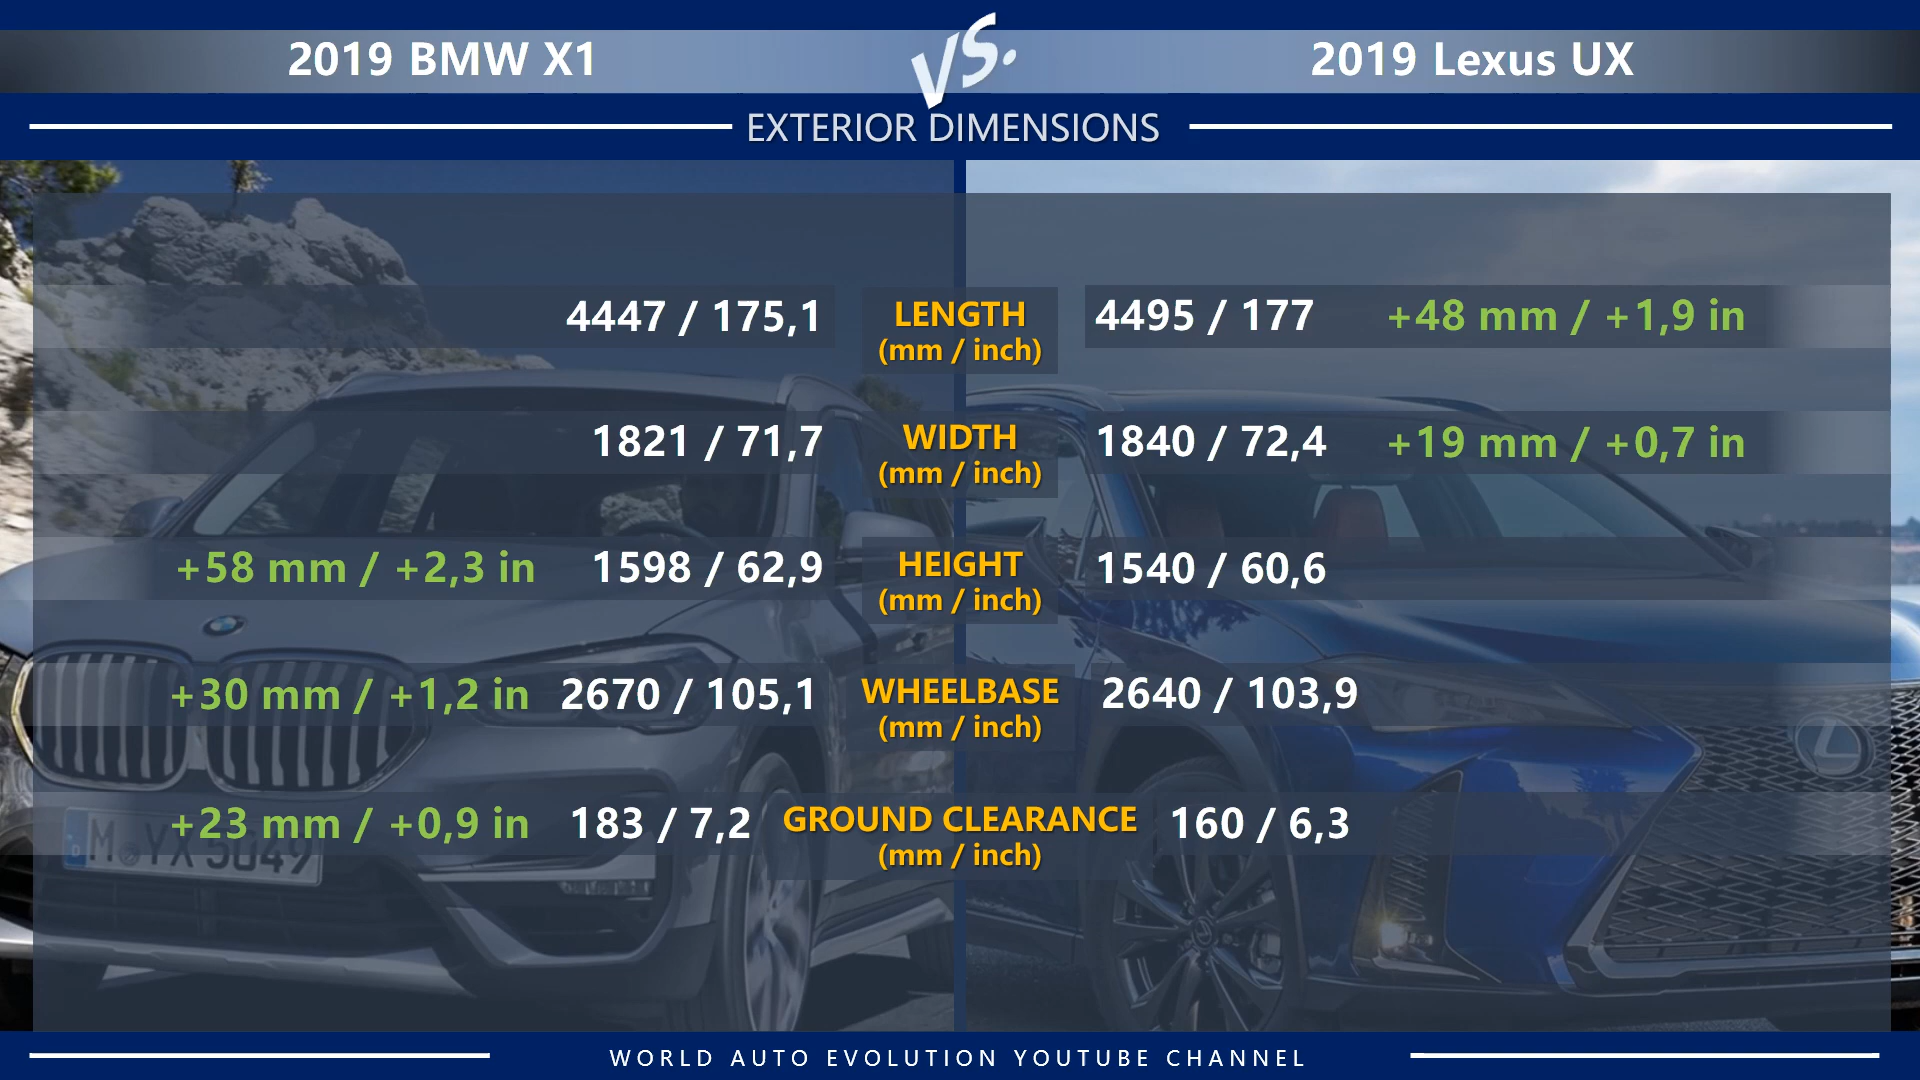 2019 BMW X1
VS.
2019 Lexus UX
EXTERIOR DIMENSIONS
4447 / 175,1
LENGTH
(mm / inch)
4495 / 177
+48 mm / +1,9 in
1821 / 71,7
WIDTH
(mm / inch)
1840 / 72,4
+19 mm / +0,7 in
+58 mm / +2,3 in
1598 / 62,9
HEIGHT
(mm / inch)
1540 / 60,6
+30 mm / +1,2 in
2670 / 105,1
WHEELBASE
(mm / inch)
2640 / 103,9
+23 mm / +0,9 in
183 / 7,2
GROUND CLEARANCE
(mm / inch)
160 / 6,3
M YX 5049
WORLD AUTO EVOLUTION YOUTUBE CHANNEL